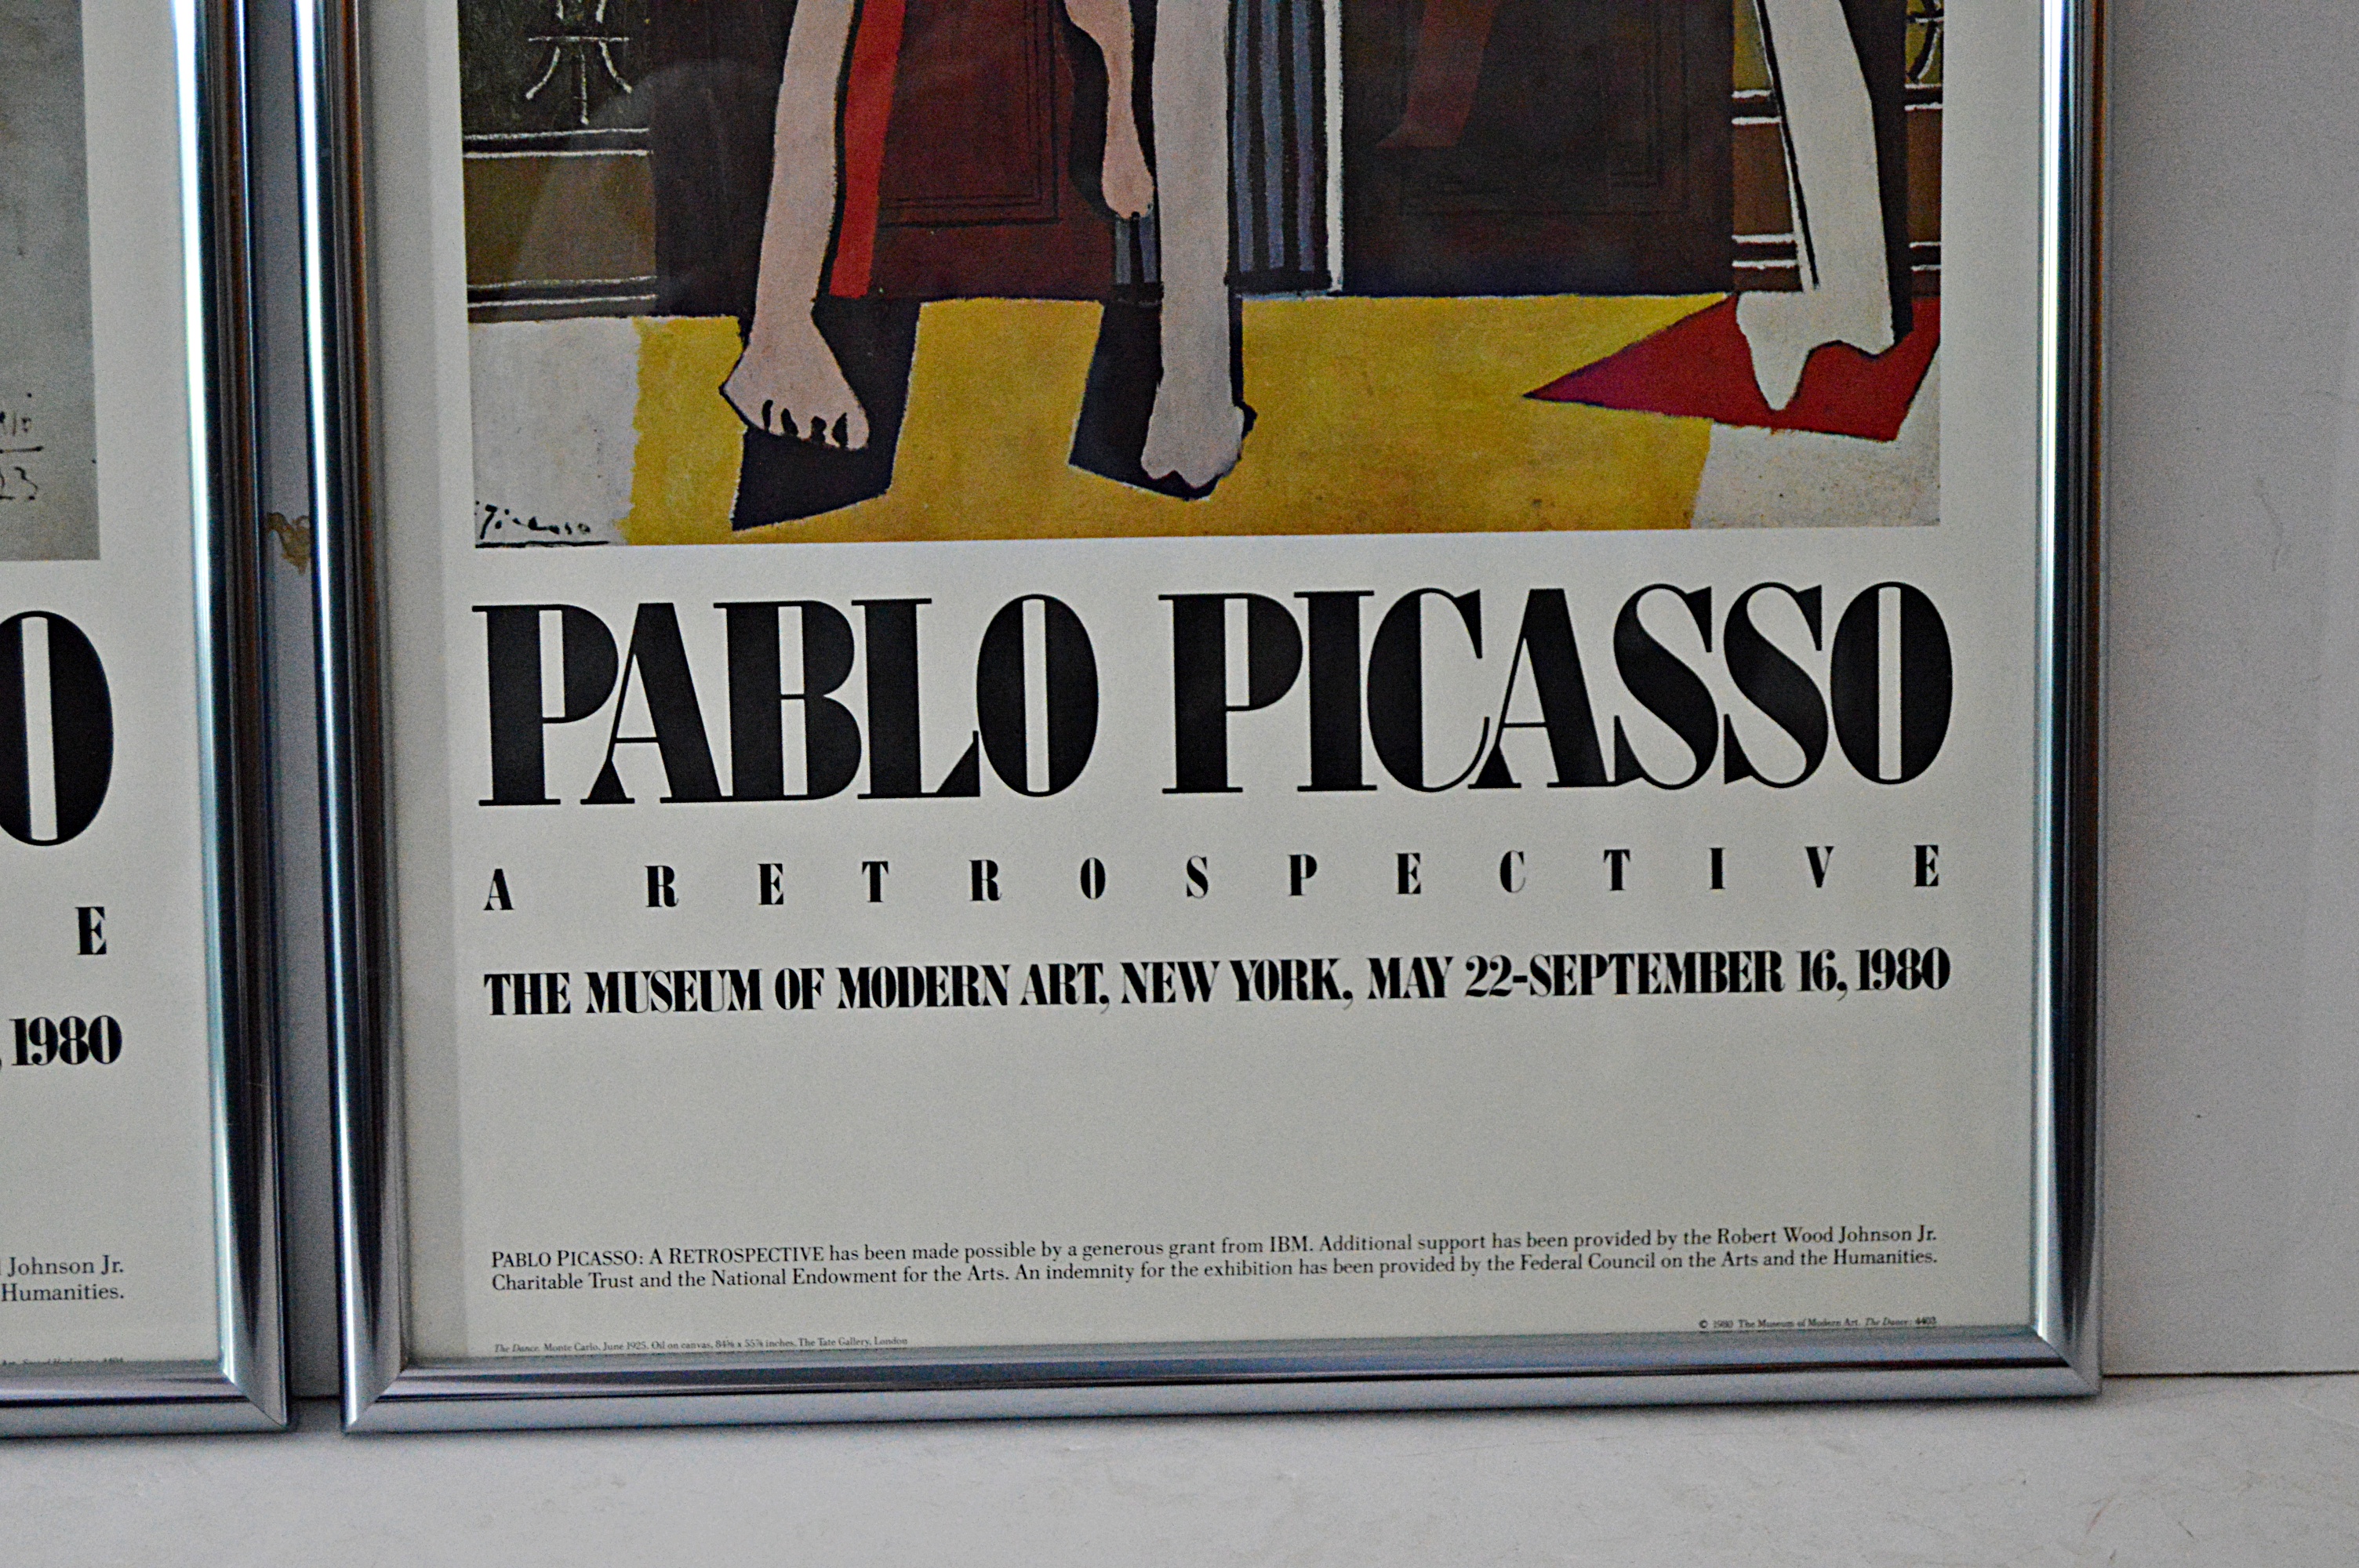 Picasso
23
PABLO PICASSO
A RETROSPECTIVE
THE MUSEUM OF MODERN ART, NEW YORK, MAY 22-SEPTEMBER 16, 1980
PABLO PICASSO: A RETROSPECTIVE has been made possible by a generous grant from IBM. Additional support has been provided by the Robert Wood Johnson Jr.
Charitable Trust and the National Endowment for the Arts. An indemnity for the exhibition has been provided by the Federal Council on the Arts and the Humanities.
© 1980 The Museum of Modern Art. The Dance: 4403
The Dance. Monte Carlo, June 1925. Oil on canvas, x inches. The Tate Gallery, London
O
E
, 1980
Johnson Jr.
Humanities.